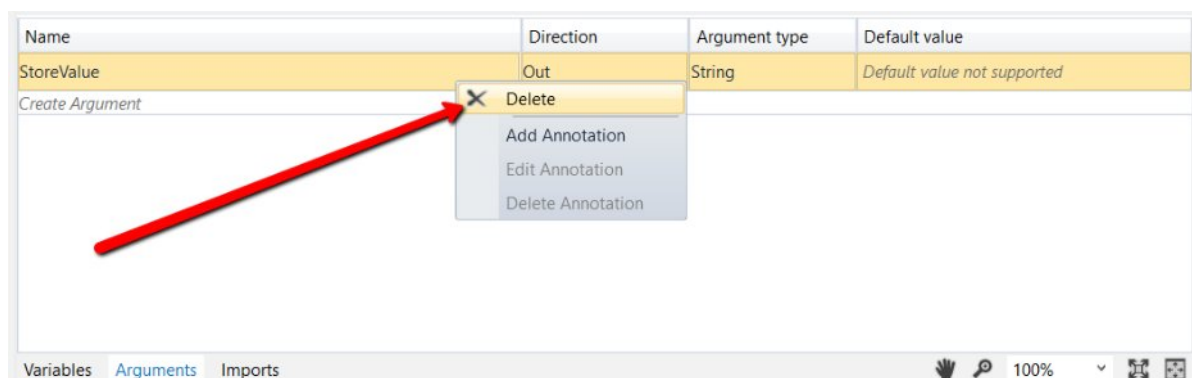 Name Direction Argument type Default value
StoreValue Out String Default value not supported
Create Argument
Delete
Add Annotation
Edit Annotation
Delete Annotation
Variables Arguments Imports 100%